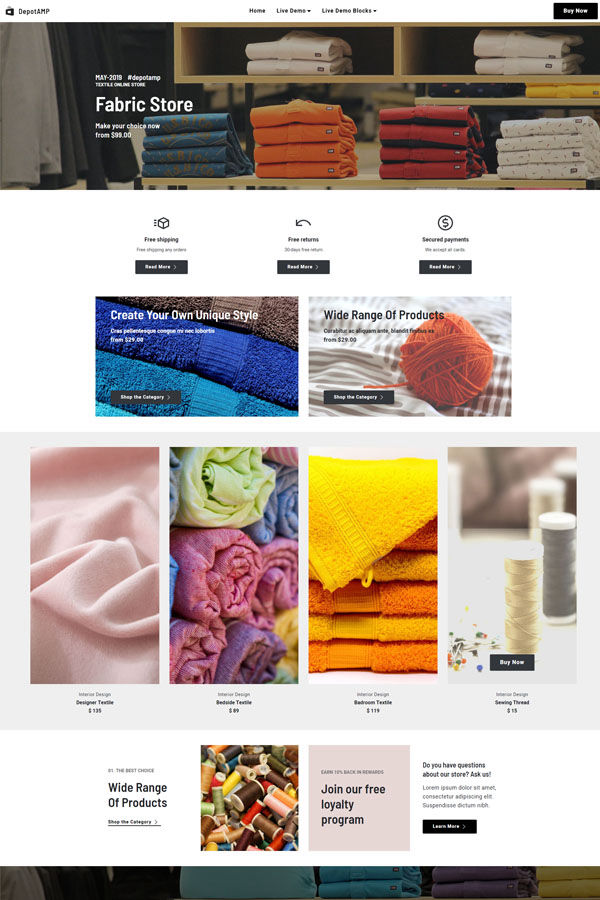 DepotAMP
Home Live Demo Live Demo Blocks
Buy Now
MAY-2019 #depotamp
TEXTILE ONLINE STORE
Fabric Store
Make your choice now
from $99.00
Free shipping
Free shipping any orders
Read More
Free returns
30-days free return.
Read More
Secured payments
We accept all cards.
Read More
Create Your Own Unique Style
Cras pellentesque congue mi nec lobortis
from $29.00
Shop the Category
Wide Range Of Products
Curabitur ac aliquam ante, blandit finibus ex
from $29.00
Shop the Category
Buy Now
Interior Design
Designer Textile
$ 135
Interior Design
Bedside Textile
$ 89
Interior Design
Badroom Textile
$ 119
Interior Design
Sewing Thread
$ 15
01. THE BEST CHOICE
Wide Range
Of Products
Shop the Category
EARN 10% BACK IN REWARDS
Join our free
loyalty
program
Do you have questions
about our store? Ask us!
Lorem ipsum dolor sit amet,
consectetur adipiscing elit.
Suspendisse dictum nibh.
Learn More